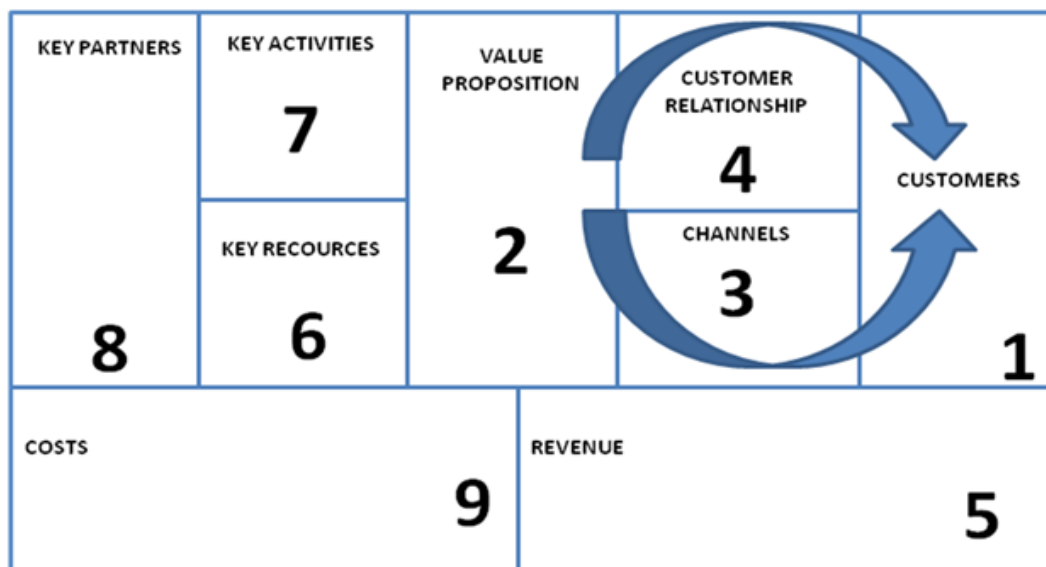 KEY PARTNERS
8
KEY ACTIVITIES
7
KEY RECOURCES
6
VALUE
PROPOSITION
2
CUSTOMER
RELATIONSHIP
4
CHANNELS
3
CUSTOMERS
1
COSTS
9
REVENUE
5